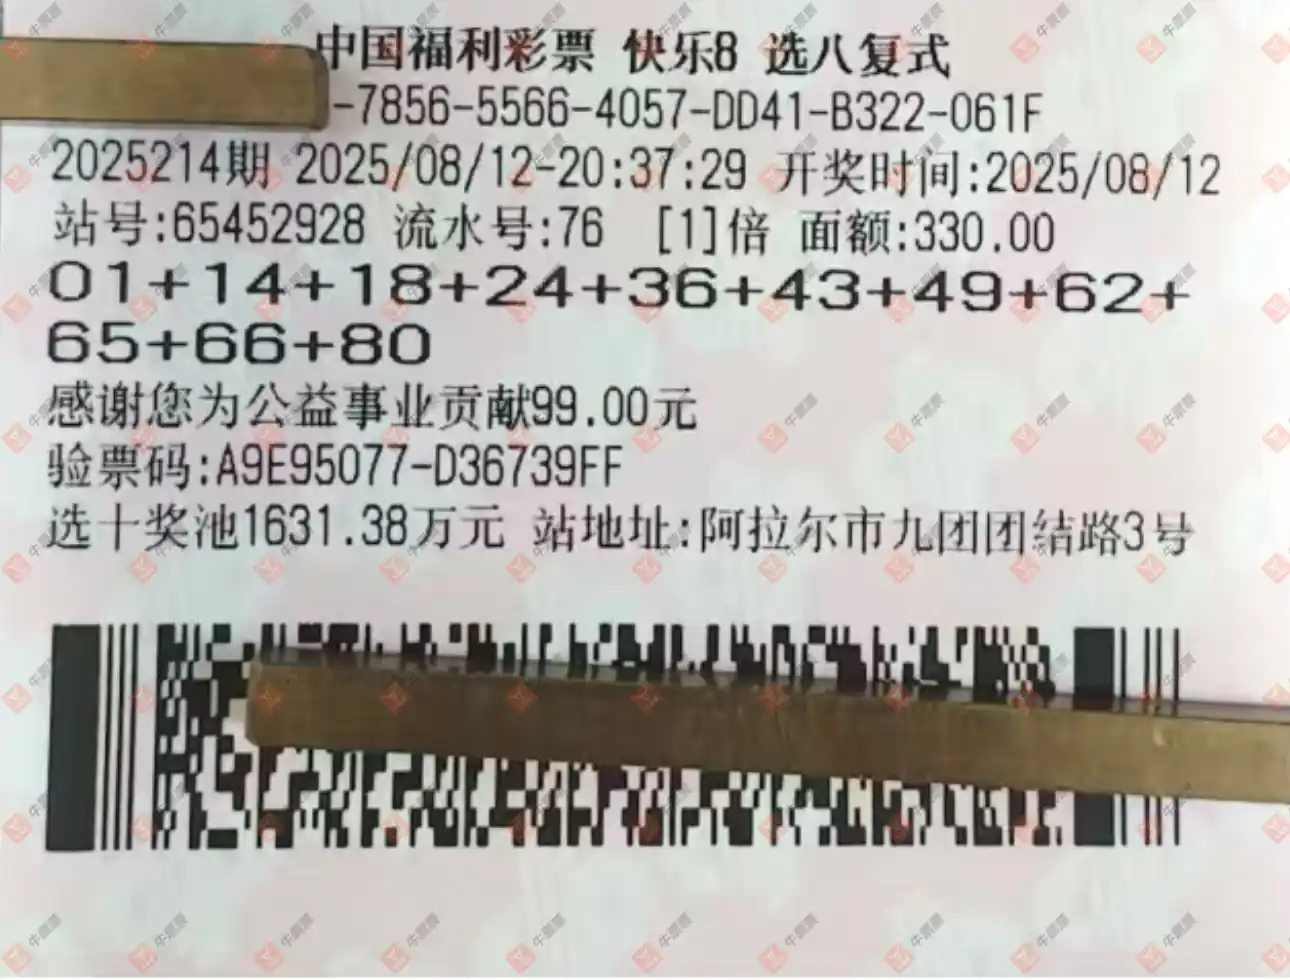 中国福利彩票 快乐8 选八复式
-7856-5566-4057-DD41-B322-061F
2025214期 2025/08/12-20:37:29 开奖时间:2025/08/12
站号:65452928 流水号:76 [1]倍 面额:330.00
01+14+18+24+36+43+49+62+
65+66+80
感谢您为公益事业贡献99.00元
验票码:A9E95077-D36739FF
选十奖池1631.38万元 站地址:阿拉尔市九团团结路3号